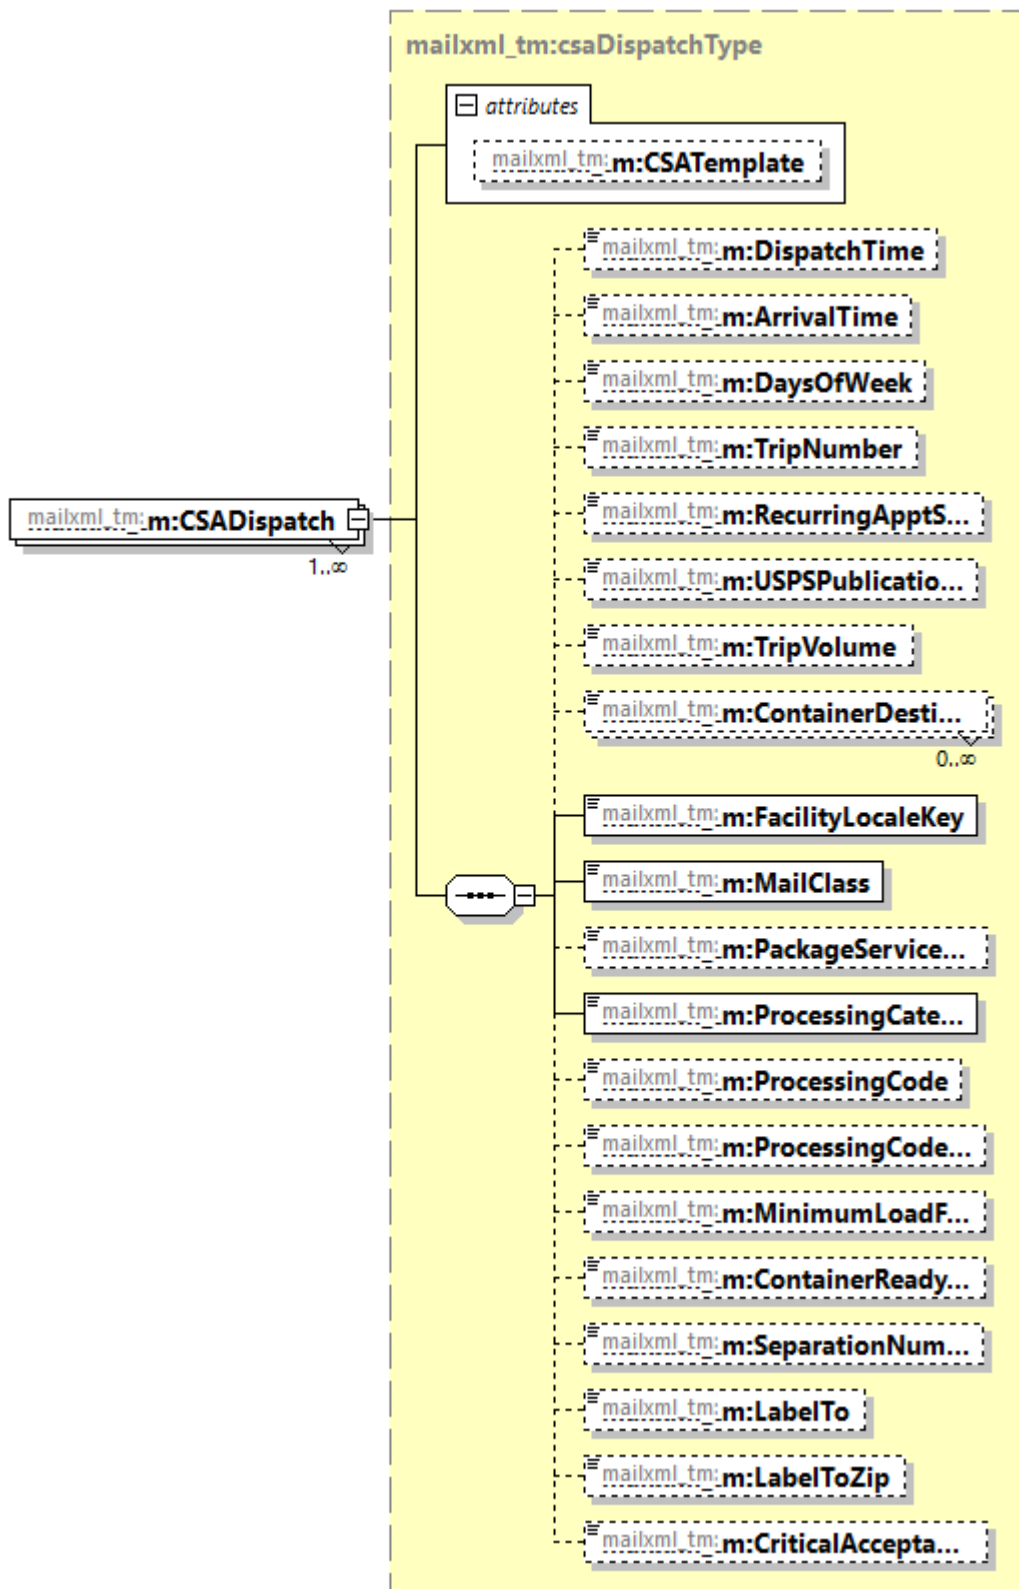 mailxml_tm:csaDispatchType
attributes
mailxml_tm:m:CSATemplate
mailxml_tm:m:DispatchTime
mailxml_tm:m:ArrivalTime
mailxml_tm:m:DaysOfWeek
mailxml_tm:m:TripNumber
mailxml_tm:m:CSADispatch
1..∞
mailxml_tm:m:RecurringApptS...
mailxml_tm:m:USPSPublicatio...
mailxml_tm:m:TripVolume
mailxml_tm:m:ContainerDesti...
0..∞
mailxml_tm:m:FacilityLocaleKey
mailxml_tm:m:MailClass
mailxml_tm:m:PackageService...
mailxml_tm:m:ProcessingCate...
mailxml_tm:m:ProcessingCode
mailxml_tm:m:ProcessingCode...
mailxml_tm:m:MinimumLoadF...
mailxml_tm:m:ContainerReady...
mailxml_tm:m:SeparationNum...
mailxml_tm:m:LabelTo
mailxml_tm:m:LabelToZip
mailxml_tm:m:CriticalAccepta...